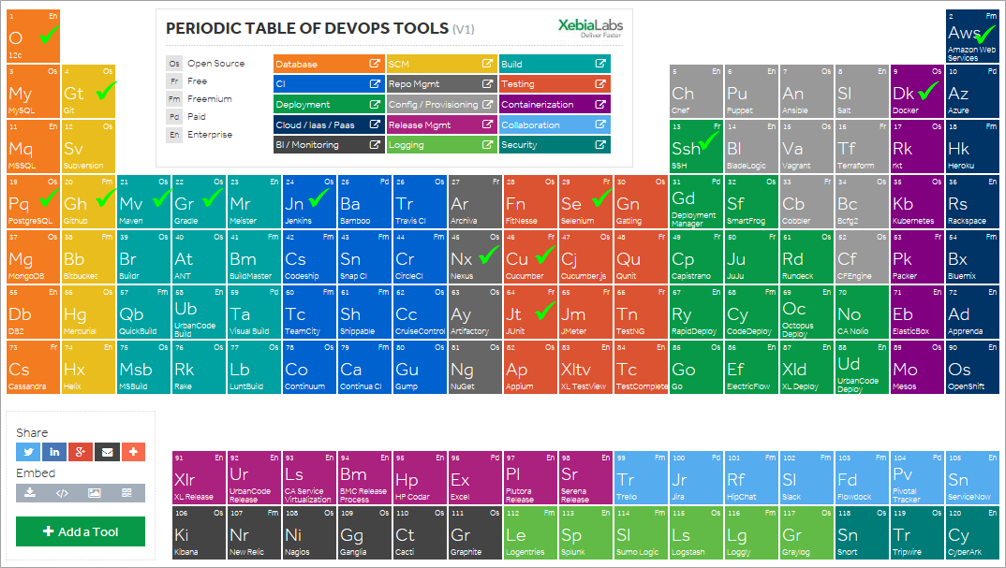 PERIODIC TABLE OF DEVOPS TOOLS (V1)
XebiaLabs
Deliver Faster
Os Open Source
Fr Free
Fm Freemium
Pd Paid
En Enterprise
Database SCM Build
CI Repo Mgmt Testing
Deployment Config / Provisioning Containerization
Cloud / Iaas / Paas Release Mgmt Collaboration
BI / Monitoring Logging Security
1 En O 12c
2 Fm Aws Amazon Web Services
3 Os My MySQL
4 Os Gt Git
5 En Ch Chef
6 En Pu Puppet
7 En An Ansible
8 Os Sl Salt
9 Os Dk Docker
10 Pd Az Azure
11 En Mq MSSQL
12 Os Sv Subversion
13 Fr Ssh SSH
14 En Bl BladeLogic
15 Os Va Vagrant
16 Fr Tf Terraform
17 Os Rk rkt
18 Fm Hk Heroku
19 Os Pq PostgreSQL
20 Fm Gh Github
21 Os Mv Maven
22 Os Gr Gradle
23 En Mr Meister
24 Os Jn Jenkins
25 Pd Ba Bamboo
26 Os Tr Travis CI
27 Fr Ar Archiva
28 Os Fn FitNesse
29 Fr Se Selenium
30 Os Gn Gatling
31 Pd Gd Deployment Manager
32 Os Sf SmartFrog
33 Fr Cb Cobbler
34 Os Bc Bcfg2
35 Os Kb Kubernetes
36 En Rs Rackspace
37 Os Mg MongoDB
38 Fm Bb Bitbucket
39 Os Br Buildr
40 Os At ANT
41 Fm Bm BuildMaster
42 Fm Cs Codeship
43 Fm Sn Snap CI
44 Fm Cr CircleCI
45 Os Nx Nexus
46 Fr Cu Cucumber
47 Os Cj Cucumber.js
48 Fr Qu Qunit
49 Fr Cp Capistrano
50 Fr Ju JuJu
51 Os Rd Rundeck
52 Os Cf CFEngine
53 Fr Pk Packer
54 En Bx Bluemix
55 En Db DB2
56 Os Hg Mercurial
57 Fm Qb QuickBuild
58 En Ub UrbanCode Build
59 Pd Ta Visual Build
60 Fm Tc TeamCity
61 Fm Sh Shippable
62 Os Cc CruiseControl
63 En Ay Artifactory
64 Fr Jt JUnit
65 Fr Jm JMeter
66 Fr Tn TestNG
67 En Ry RapidDeploy
68 Fm Cy CodeDeploy
69 En Oc Octopus Deploy
70 En No CA Nolio
71 En Eb ElasticBox
72 En Ad Apprenda
73 Fr Cs Cassandra
74 En Hx Helix
75 Os Msb MSBuild
76 Os Rk Rake
77 Os Lb LuntBuild
78 Os Co Continuum
79 Os Ca Continua CI
80 Os Gu Gump
81 Os Ng NuGet
82 Os Ap Appium
83 En Xltv XL TestView
84 En Tc TestComplete
85 Os Go Go
86 En Ef ElectricFlow
87 En Xld XL Deploy
88 En Ud UrbanCode Deploy
89 Os Mo Mesos
90 En Os OpenShift
Share
Embed
Add a Tool
91 En Xlr XL Release
92 En Ur UrbanCode Release
93 En Ls CA Service Virtualization
94 En Bm BMC Release Process
95 En Hp HP Codar
96 Pd Ex Excel
97 En Pl Plutora Release
98 En Sr Serena Release
99 Fm Tr Trello
100 Pd Jr Jira
101 Fm Rf HipChat
102 Fm Sl Slack
103 Fm Fd Flowdock
104 Pd Pv Pivotal Tracker
105 En Sn ServiceNow
106 Os Ki Kibana
107 Fm Nr New Relic
108 Os Ni Nagios
109 Os Gg Ganglia
110 Os Ct Cacti
111 Os Gr Graphite
112 Fm Le Logentries
113 En Sp Splunk
114 Fm Sl Sumo Logic
115 Os Ls Logstash
116 Fm Lg Loggly
117 Os Gr Graylog
118 Os Sn Snort
119 Os Tr Tripwire
120 En Cy CyberArk